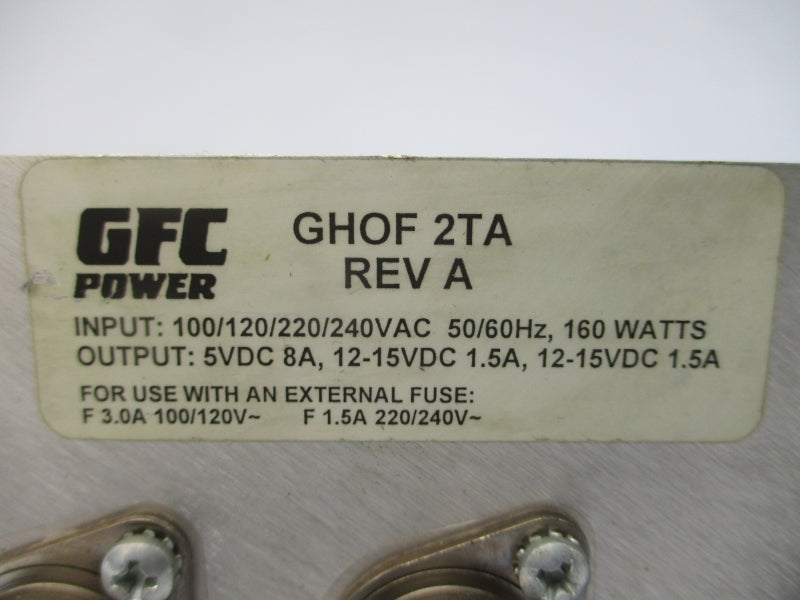 GFC
POWER
GHOF 2TA
REV A
INPUT: 100/120/220/240VAC 50/60Hz, 160 WATTS
OUTPUT: 5VDC 8A, 12-15VDC 1.5A, 12-15VDC 1.5A
FOR USE WITH AN EXTERNAL FUSE:
F 3.0A 100/120V~ F 1.5A 220/240V~